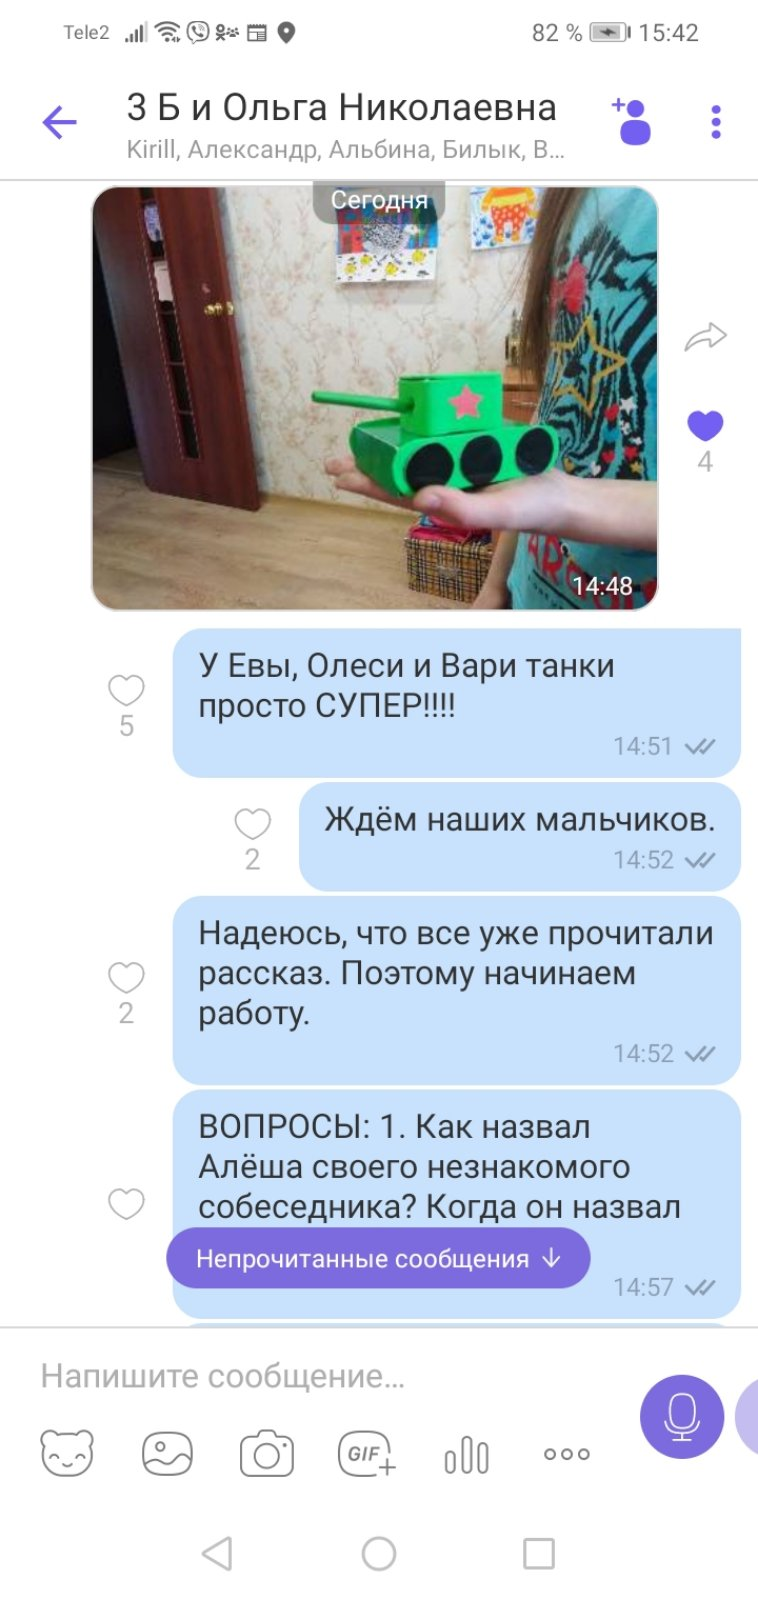 Tele2 82 % 15:42
3 Б и Ольга Николаевна
Kirill, Александр, Альбина, Билык, В...
Сегодня
4
14:48
У Евы, Олеси и Вари танки
просто СУПЕР!!!!
5
14:51
Ждём наших мальчиков.
2
14:52
Надеюсь, что все уже прочитали
рассказ. Поэтому начинаем
работу.
2
14:52
ВОПРОСЫ: 1. Как назвал
Алёша своего незнакомого
собеседника? Когда он назвал
Непрочитанные сообщения ↓
14:57
Напишите сообщение...
GIF